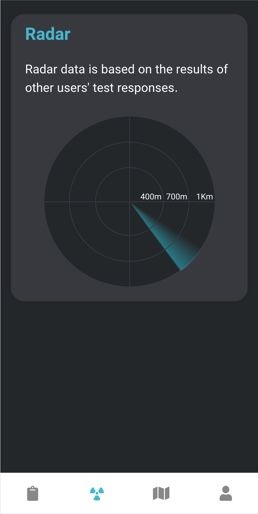 Radar
Radar data is based on the results of
other users' test responses.
400m 700m 1Km